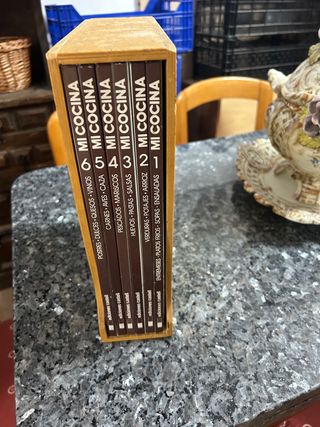 MI COCINA 6 POSTRES - DULCES - QUESOS - VINOS
MI COCINA 5 CARNES - AVES - CAZA
MI COCINA 4 PESCADOS - MARISCOS
MI COCINA 3 HUEVOS - PASTAS - SALSAS
MI COCINA 2 VERDURAS - POTAJES - ARROZ
MI COCINA 1 ENTREMESES - PLATOS FRIOS - SOPAS - ENSALADAS